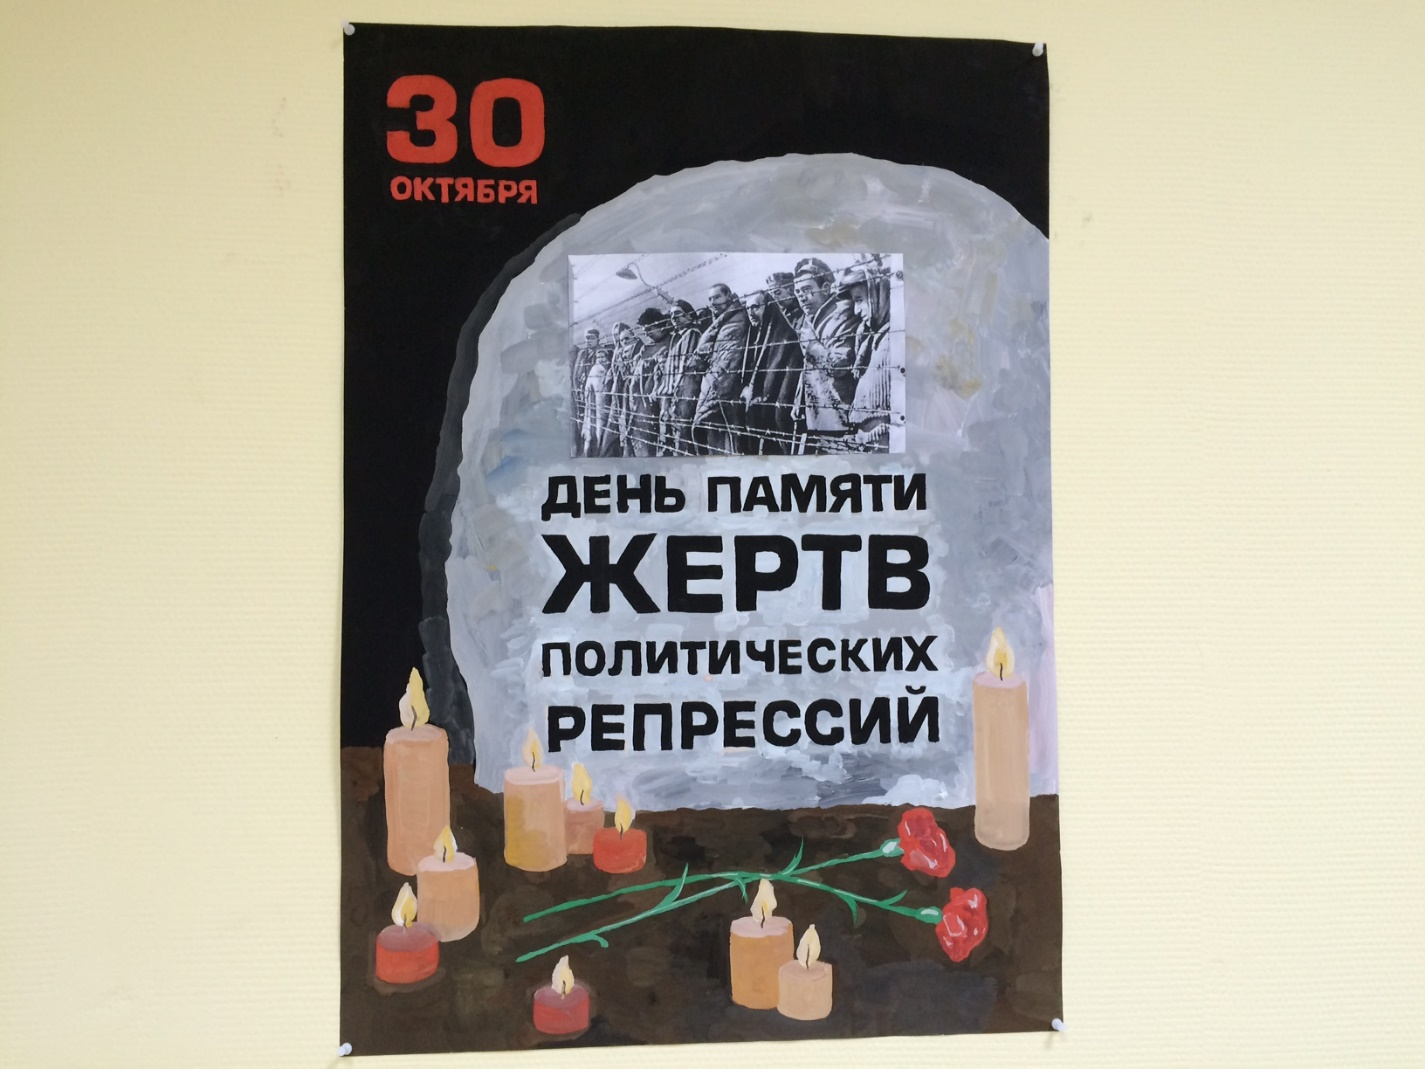 30
ОКТЯБРЯ
ДЕНЬ ПАМЯТИ
ЖЕРТВ
ПОЛИТИЧЕСКИХ
РЕПРЕССИЙ